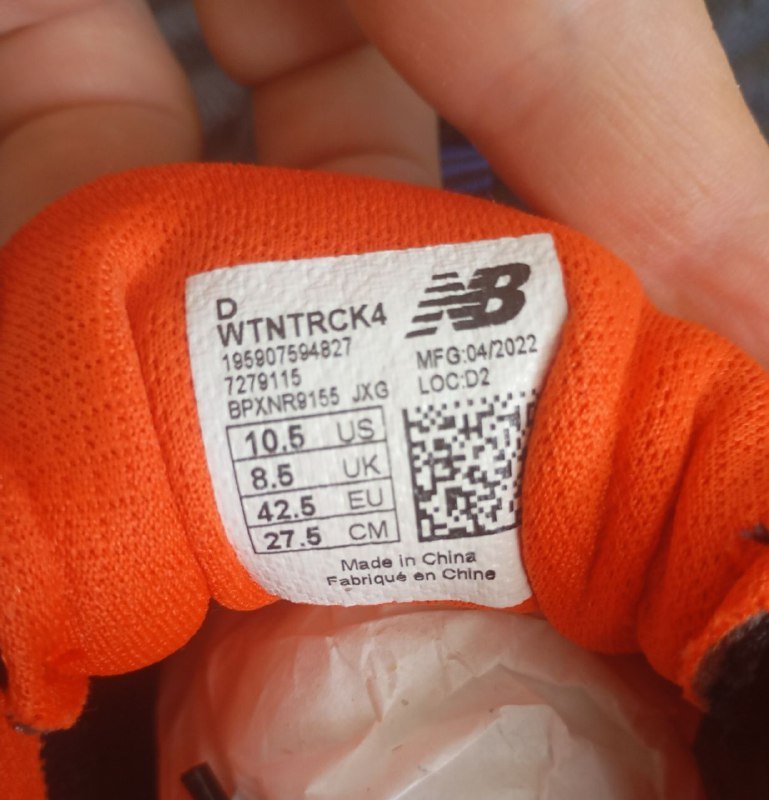 D
WTNTRCK4
195907594827
7279115
BPXNR9155 JXG
NB
MFG:04/2022
LOC:D2
10.5 US
8.5 UK
42.5 EU
27.5 CM
Made in China
Fabriqué en Chine